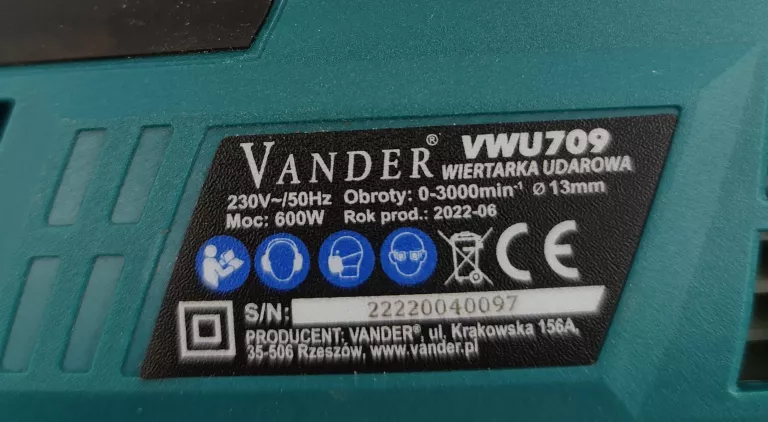 VANDER® VWU709
WIERTARKA UDAROWA
230V~/50Hz Obroty: 0-3000min⁻¹ Ø 13mm
Moc: 600W Rok prod.: 2022-06
CE
S/N: 22220040097
PRODUCENT: VANDER®, ul. Krakowska 156A,
35-506 Rzeszów, www.vander.pl